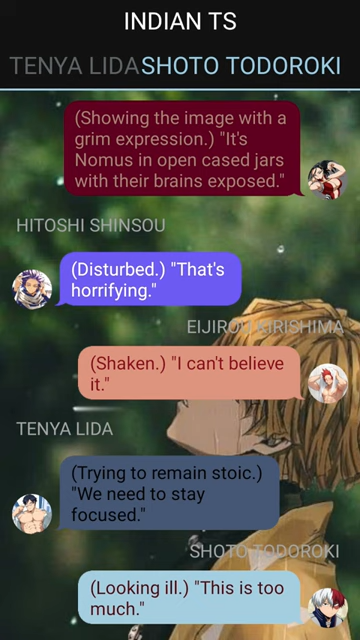 INDIAN TS
TENYA LIDA SHOTO TODOROKI
(Showing the image with a
grim expression.) "It's
Nomus in open cased jars
with their brains exposed."
HITOSHI SHINSOU
(Disturbed.) "That's
horrifying."
EIJIROU KIRISHIMA
(Shaken.) "I can't believe
it."
TENYA LIDA
(Trying to remain stoic.)
"We need to stay
focused."
SHOTO TODOROKI
(Looking ill.) "This is too
much."